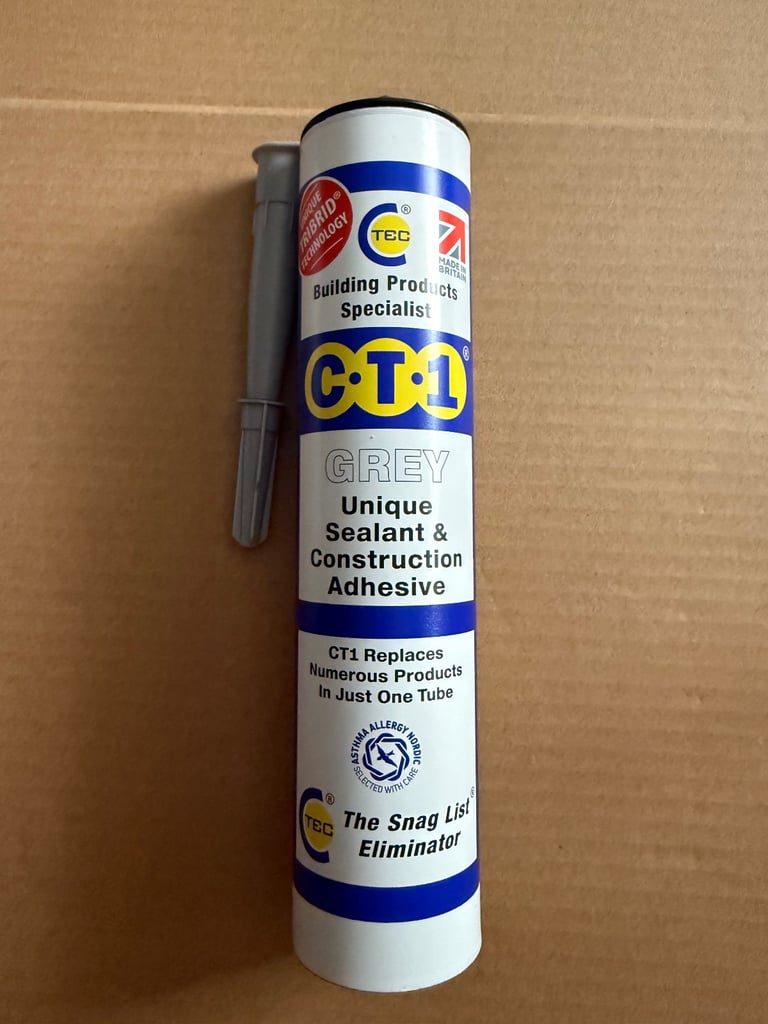 UNIQUE
TRIBRID®
TECHNOLOGY
C TEC ®
MADE IN
BRITAIN
Building Products
Specialist
C·T·1®
GREY
Unique
Sealant &
Construction
Adhesive
CT1 Replaces
Numerous Products
In Just One Tube
ASTHMA ALLERGY NORDIC
SELECTED WITH CARE
C TEC ®
The Snag List®
Eliminator